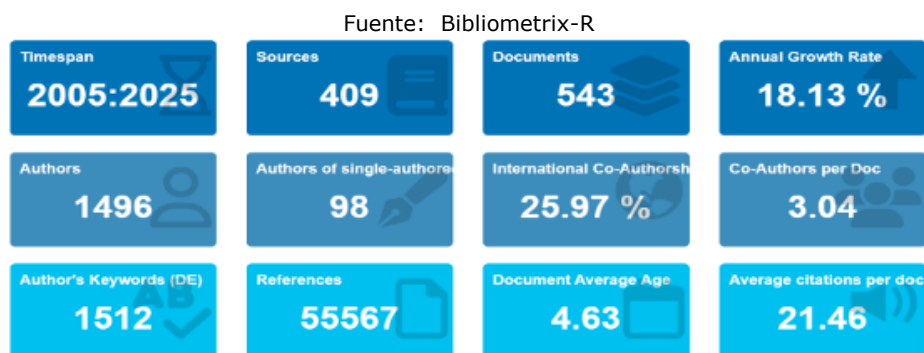 Fuente: Bibliometrix-R
Timespan
2005:2025
Sources
409
Documents
543
Annual Growth Rate
18.13 %
Authors
1496
Authors of single-authore
98
International Co-Authorsh
25.97 %
Co-Authors per Doc
3.04
Author's Keywords (DE)
1512
References
55567
Document Average Age
4.63
Average citations per doc
21.46